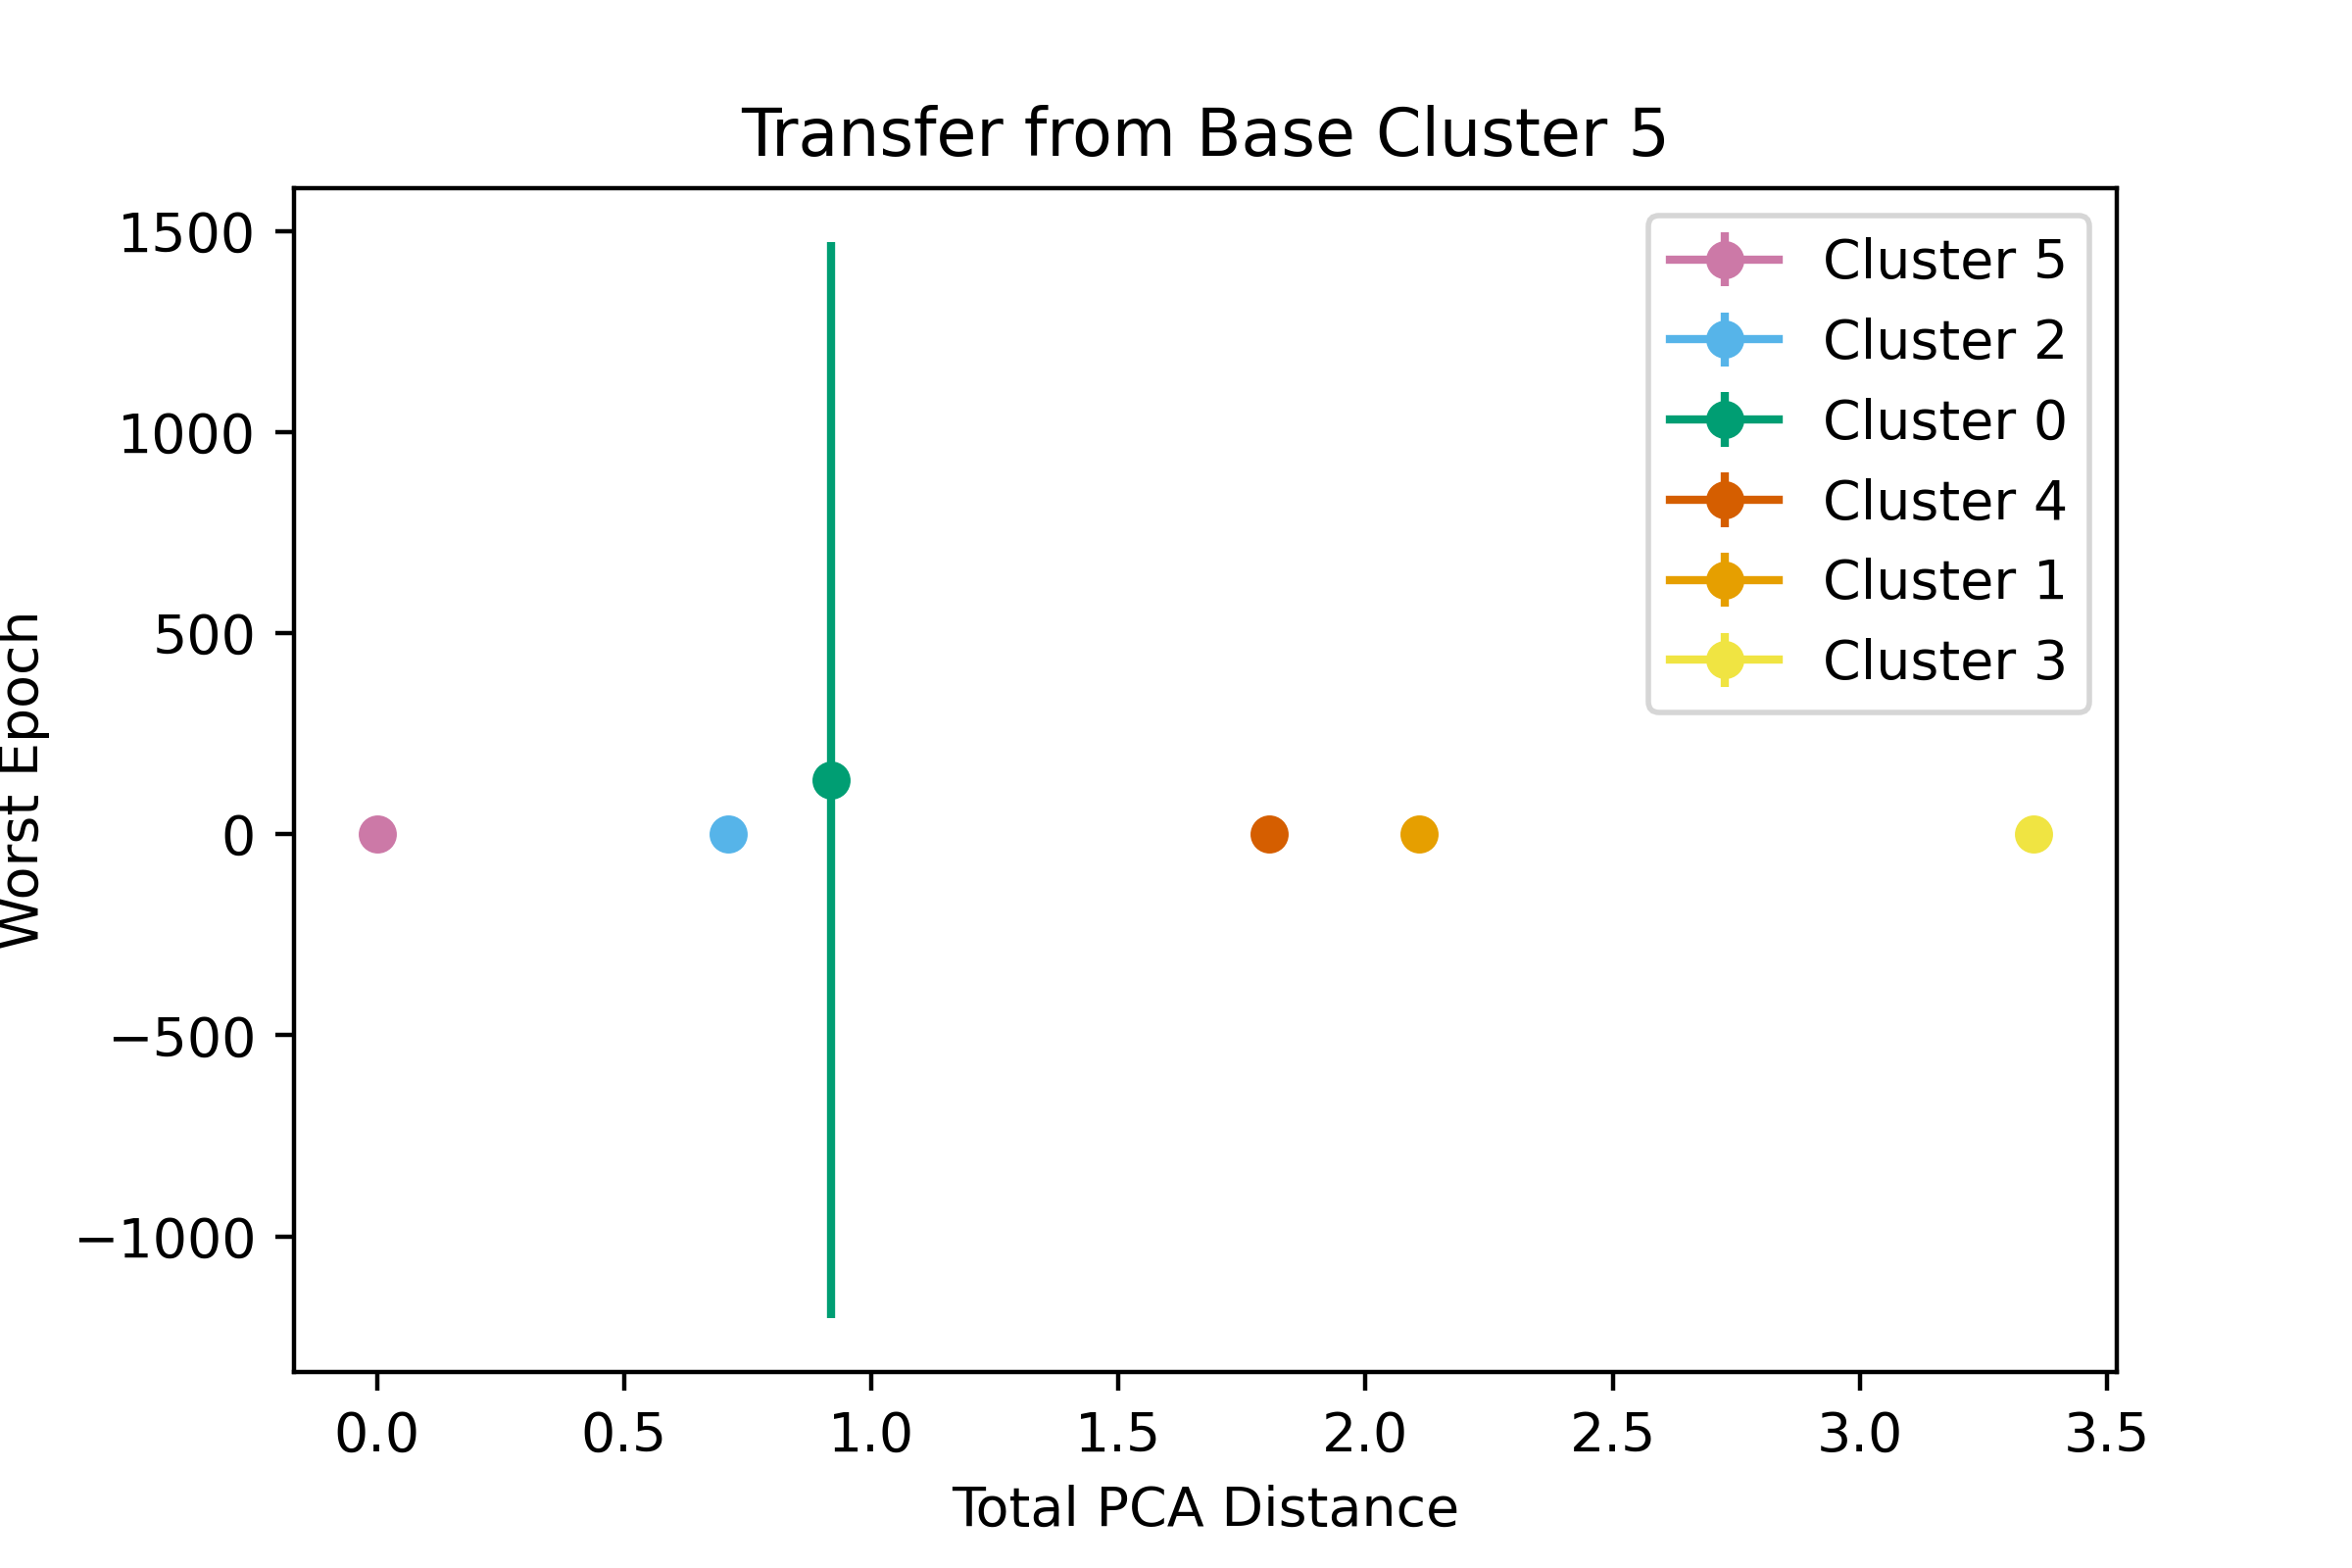 Transfer from Base Cluster 5
1500
1000
500
0
−500
−1000
Worst Epoch
Cluster 5
Cluster 2
Cluster 0
Cluster 4
Cluster 1
Cluster 3
0.0 0.5 1.0 1.5 2.0 2.5 3.0 3.5
Total PCA Distance